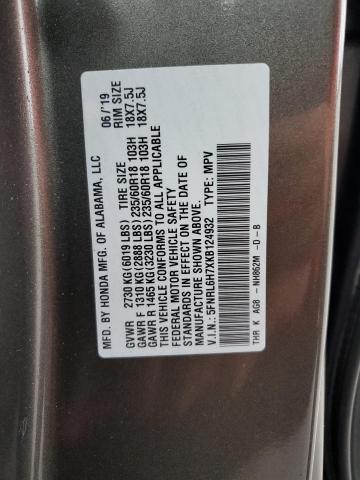 MFD. BY HONDA MFG. OF ALABAMA, LLC 06/'19
TIRE SIZE RIM SIZE
GVWR 2730 KG(6019 LBS)
GAWR F 1310 KG(2888 LBS) 235/60R18 103H 18X7.5J
GAWR R 1465 KG(3230 LBS) 235/60R18 103H 18X7.5J
THIS VEHICLE CONFORMS TO ALL APPLICABLE
FEDERAL MOTOR VEHICLE SAFETY
STANDARDS IN EFFECT ON THE DATE OF
MANUFACTURE SHOWN ABOVE.
V.I.N.: 5FNRL6H7XKB124932 TYPE: MPV
THR K AG8 - NH862M -D -B